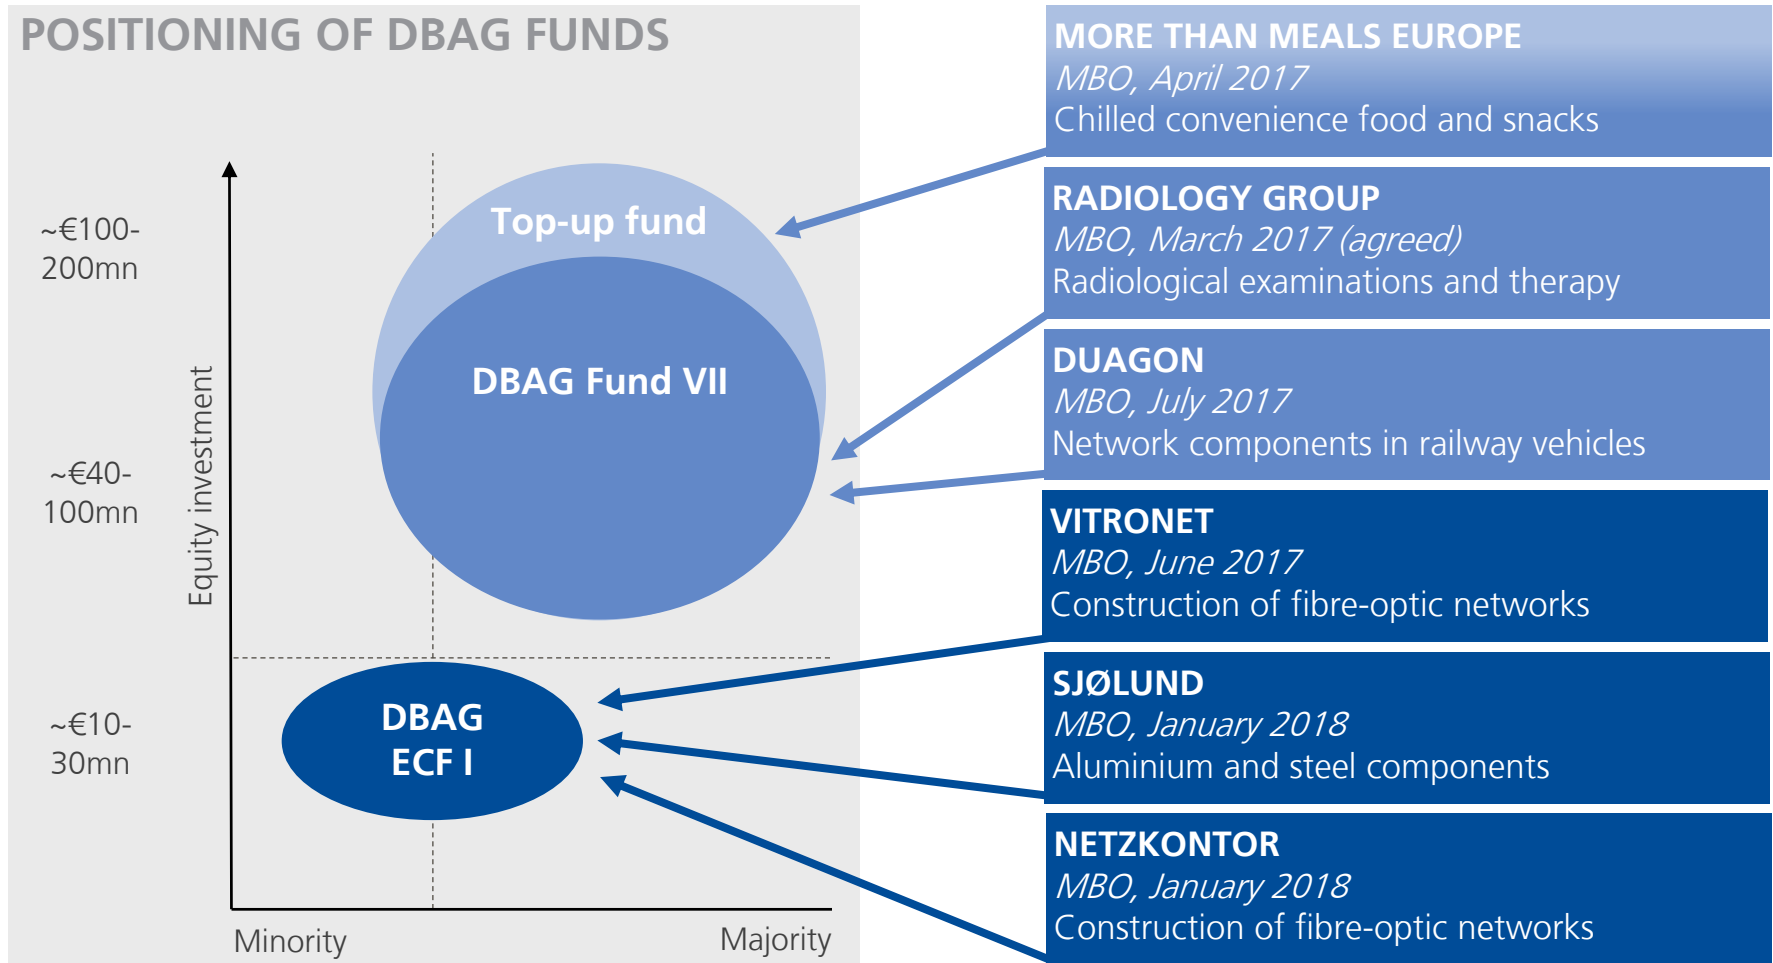 POSITIONING OF DBAG FUNDS
~€100-
200mn
~€40-
100mn
~€10-
30mn
Equity investment
Top-up fund
DBAG Fund VII
DBAG
ECF I
Minority
Majority
MORE THAN MEALS EUROPE
MBO, April 2017
Chilled convenience food and snacks
RADIOLOGY GROUP
MBO, March 2017 (agreed)
Radiological examinations and therapy
DUAGON
MBO, July 2017
Network components in railway vehicles
VITRONET
MBO, June 2017
Construction of fibre-optic networks
SJØLUND
MBO, January 2018
Aluminium and steel components
NETZKONTOR
MBO, January 2018
Construction of fibre-optic networks